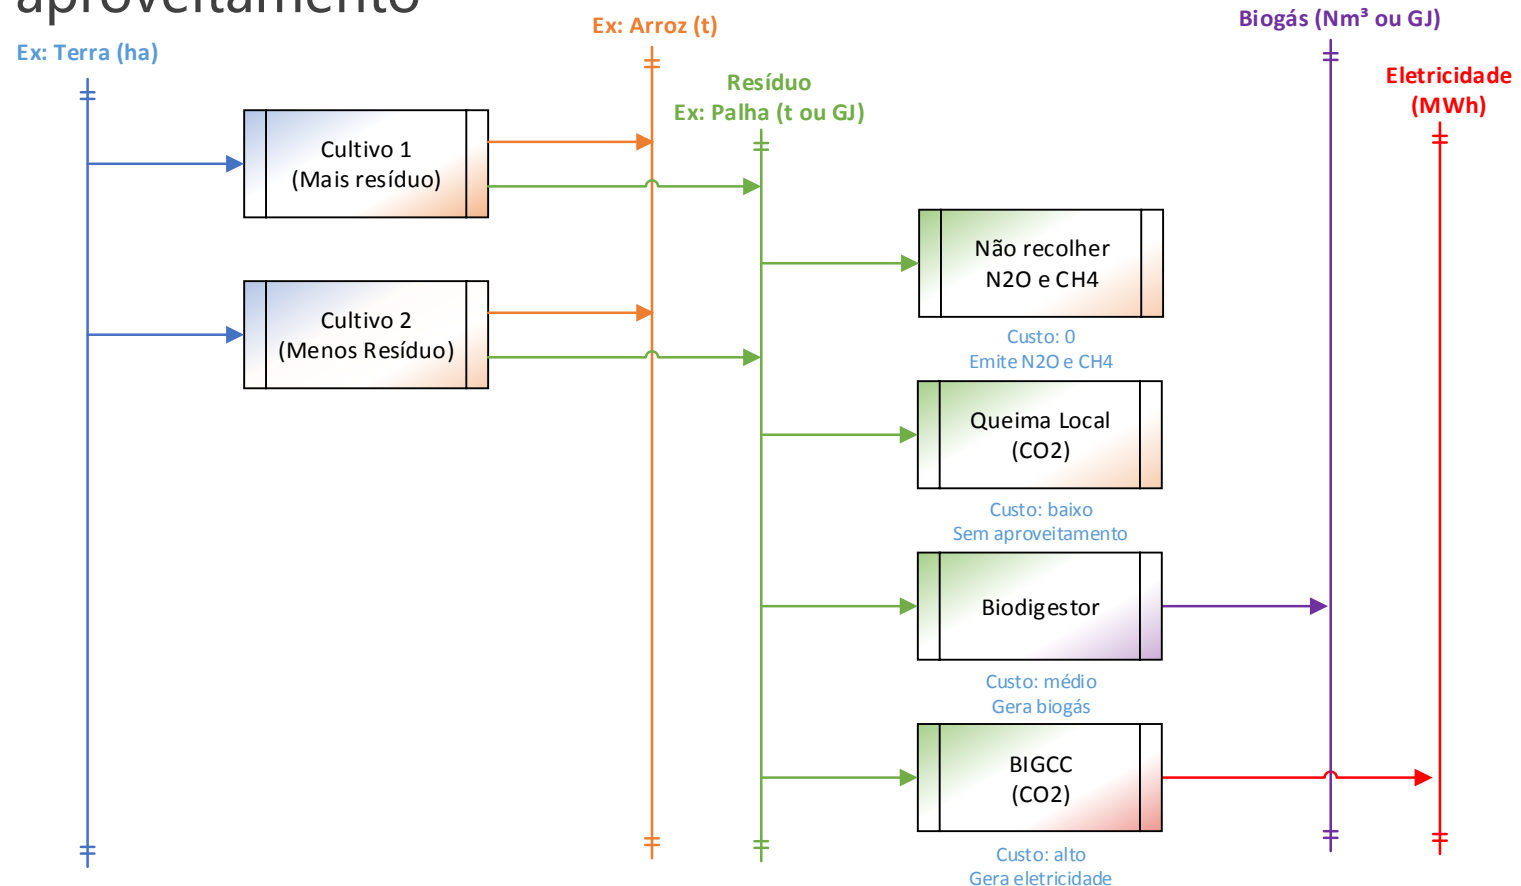 aproveitamento
Ex: Terra (ha)
Ex: Arroz (t)
Resíduo
Ex: Palha (t ou GJ)
Biogás (Nm³ ou GJ)
Eletricidade
(MWh)
Cultivo 1
(Mais resíduo)
Cultivo 2
(Menos Resíduo)
Não recolher
N2O e CH4
Custo: 0
Emite N2O e CH4
Queima Local
(CO2)
Custo: baixo
Sem aproveitamento
Biodigestor
Custo: médio
Gera biogás
BIGCC
(CO2)
Custo: alto
Gera eletricidade